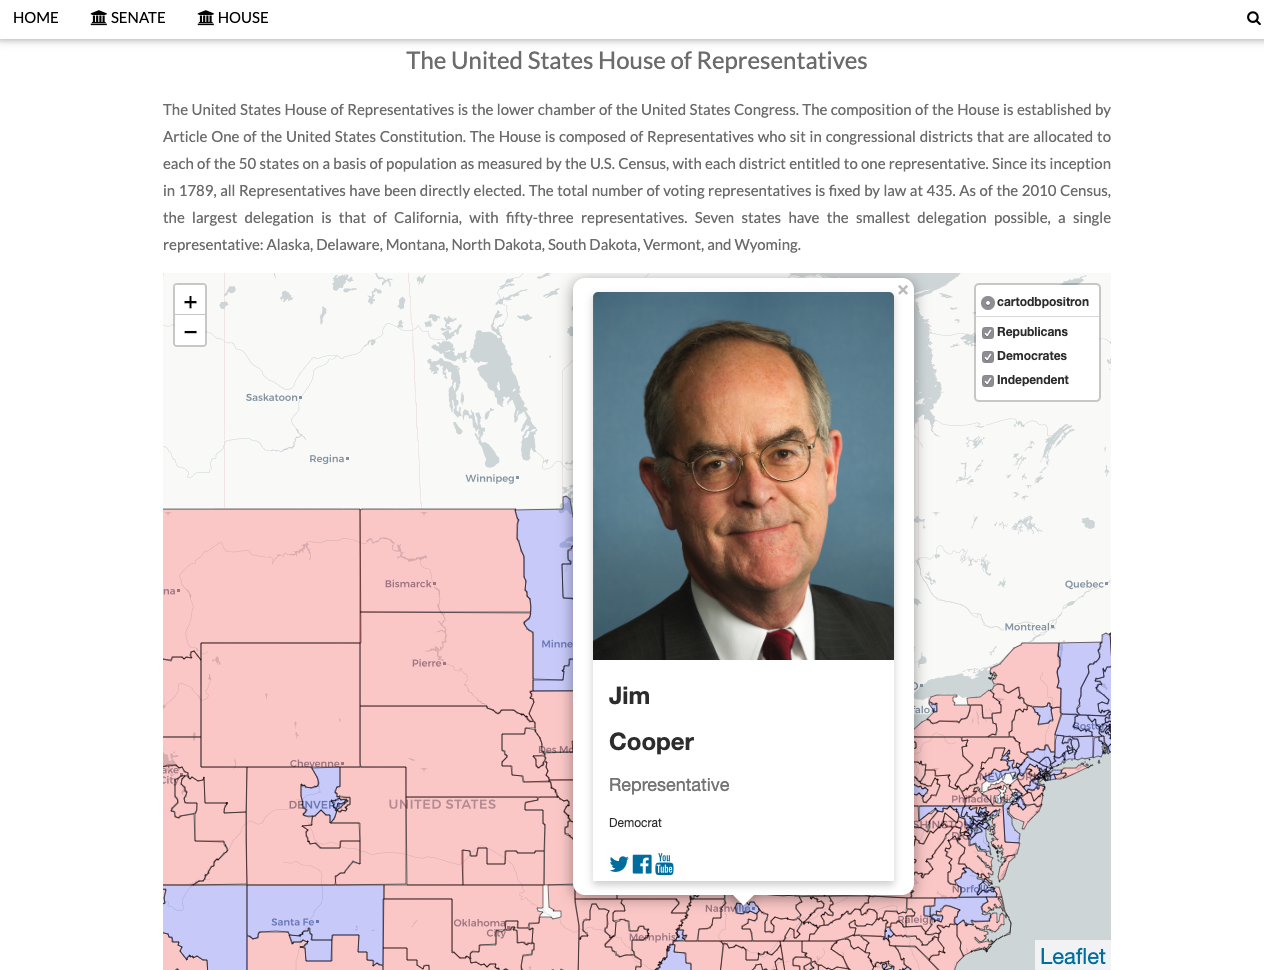 HOME SENATE HOUSE
The United States House of Representatives
The United States House of Representatives is the lower chamber of the United States Congress. The composition of the House is established by
Article One of the United States Constitution. The House is composed of Representatives who sit in congressional districts that are allocated to
each of the 50 states on a basis of population as measured by the U.S. Census, with each district entitled to one representative. Since its inception
in 1789, all Representatives have been directly elected. The total number of voting representatives is fixed by law at 435. As of the 2010 Census,
the largest delegation is that of California, with fifty-three representatives. Seven states have the smallest delegation possible, a single
representative: Alaska, Delaware, Montana, North Dakota, South Dakota, Vermont, and Wyoming.
+
−
×
cartodbpositron
Republicans
Democrates
Independent
Saskatoon
Regina
Winnipeg
Bismarck
Quebec
Montreal
Minne
Pierre
Jim
Cooper
Representative
Democrat
You
Tube
Des Mo
Boston
Cheyenne
NEW YORK
DENVER
UNITED STATES
Philadelphia
Norfolk
Nashville
Santa Fe
Oklahoma
City
Raleigh
Memphis
Leaflet